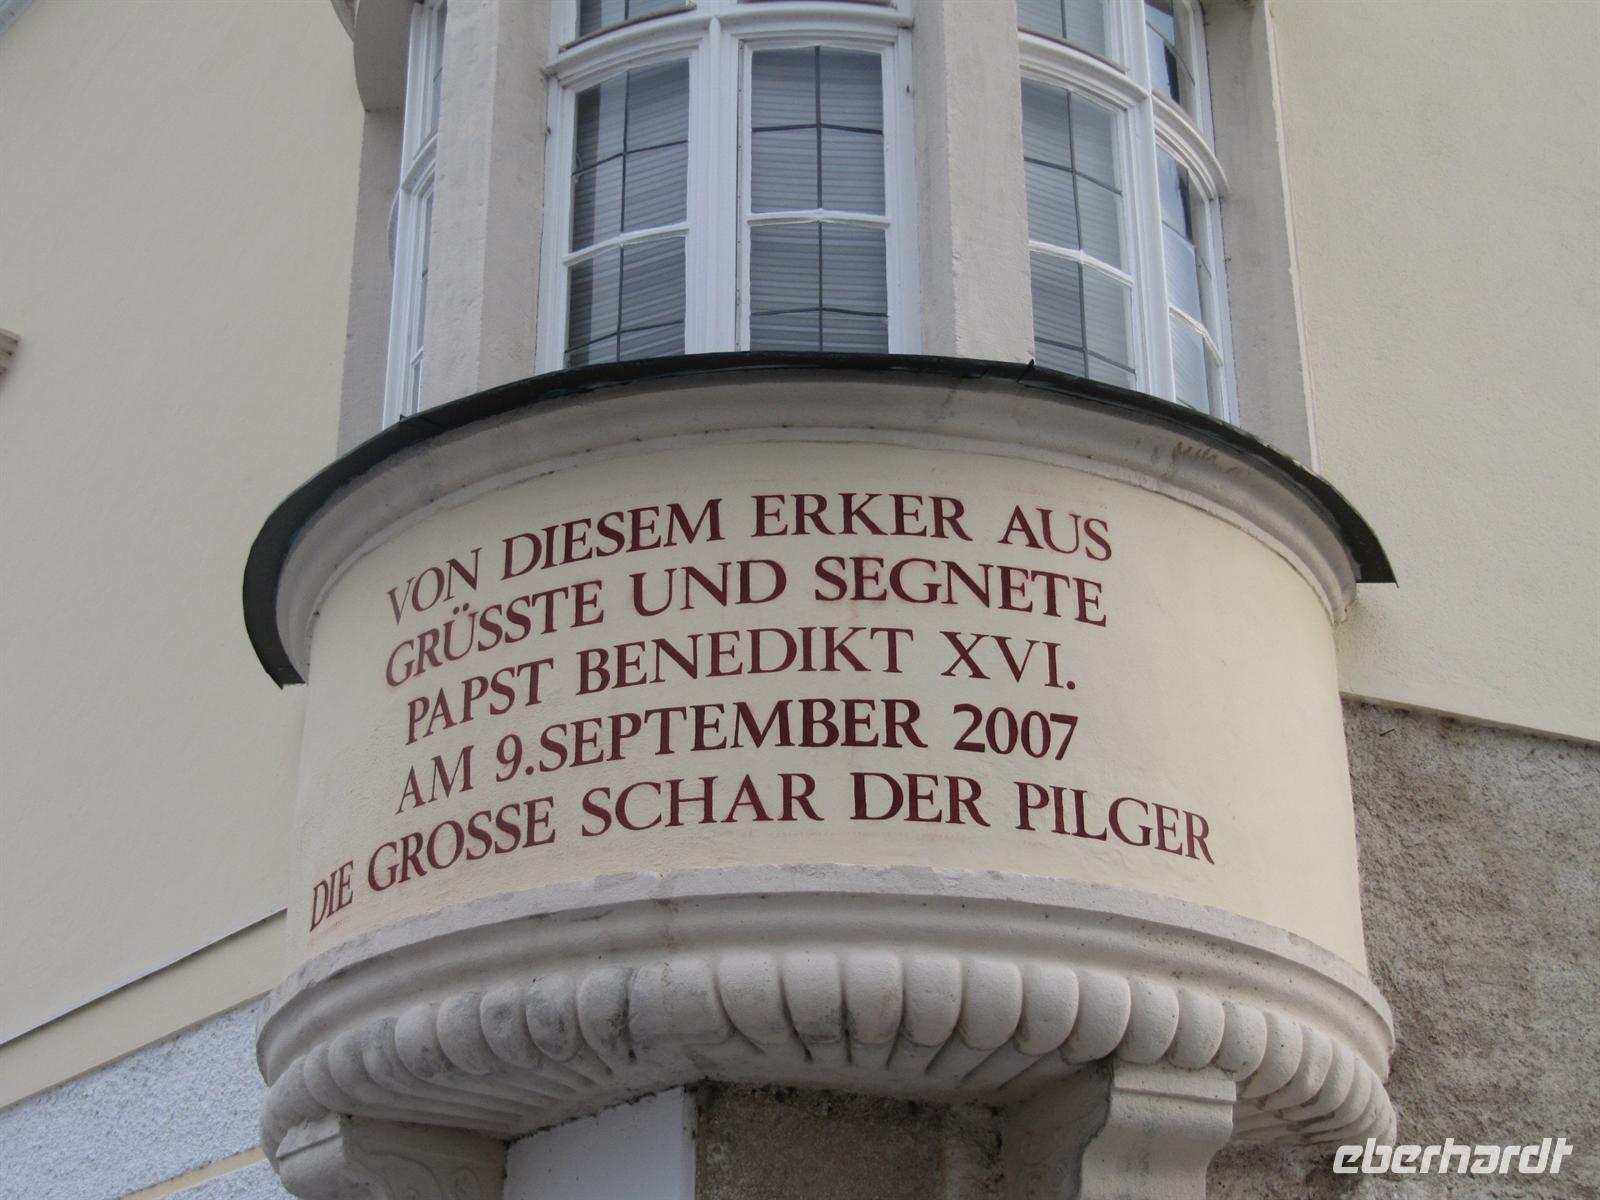 VON DIESEM ERKER AUS
GRÜSSTE UND SEGNETE
PAPST BENEDIKT XVI.
AM 9. SEPTEMBER 2007
DIE GROSSE SCHAR DER PILGER
eberhardt